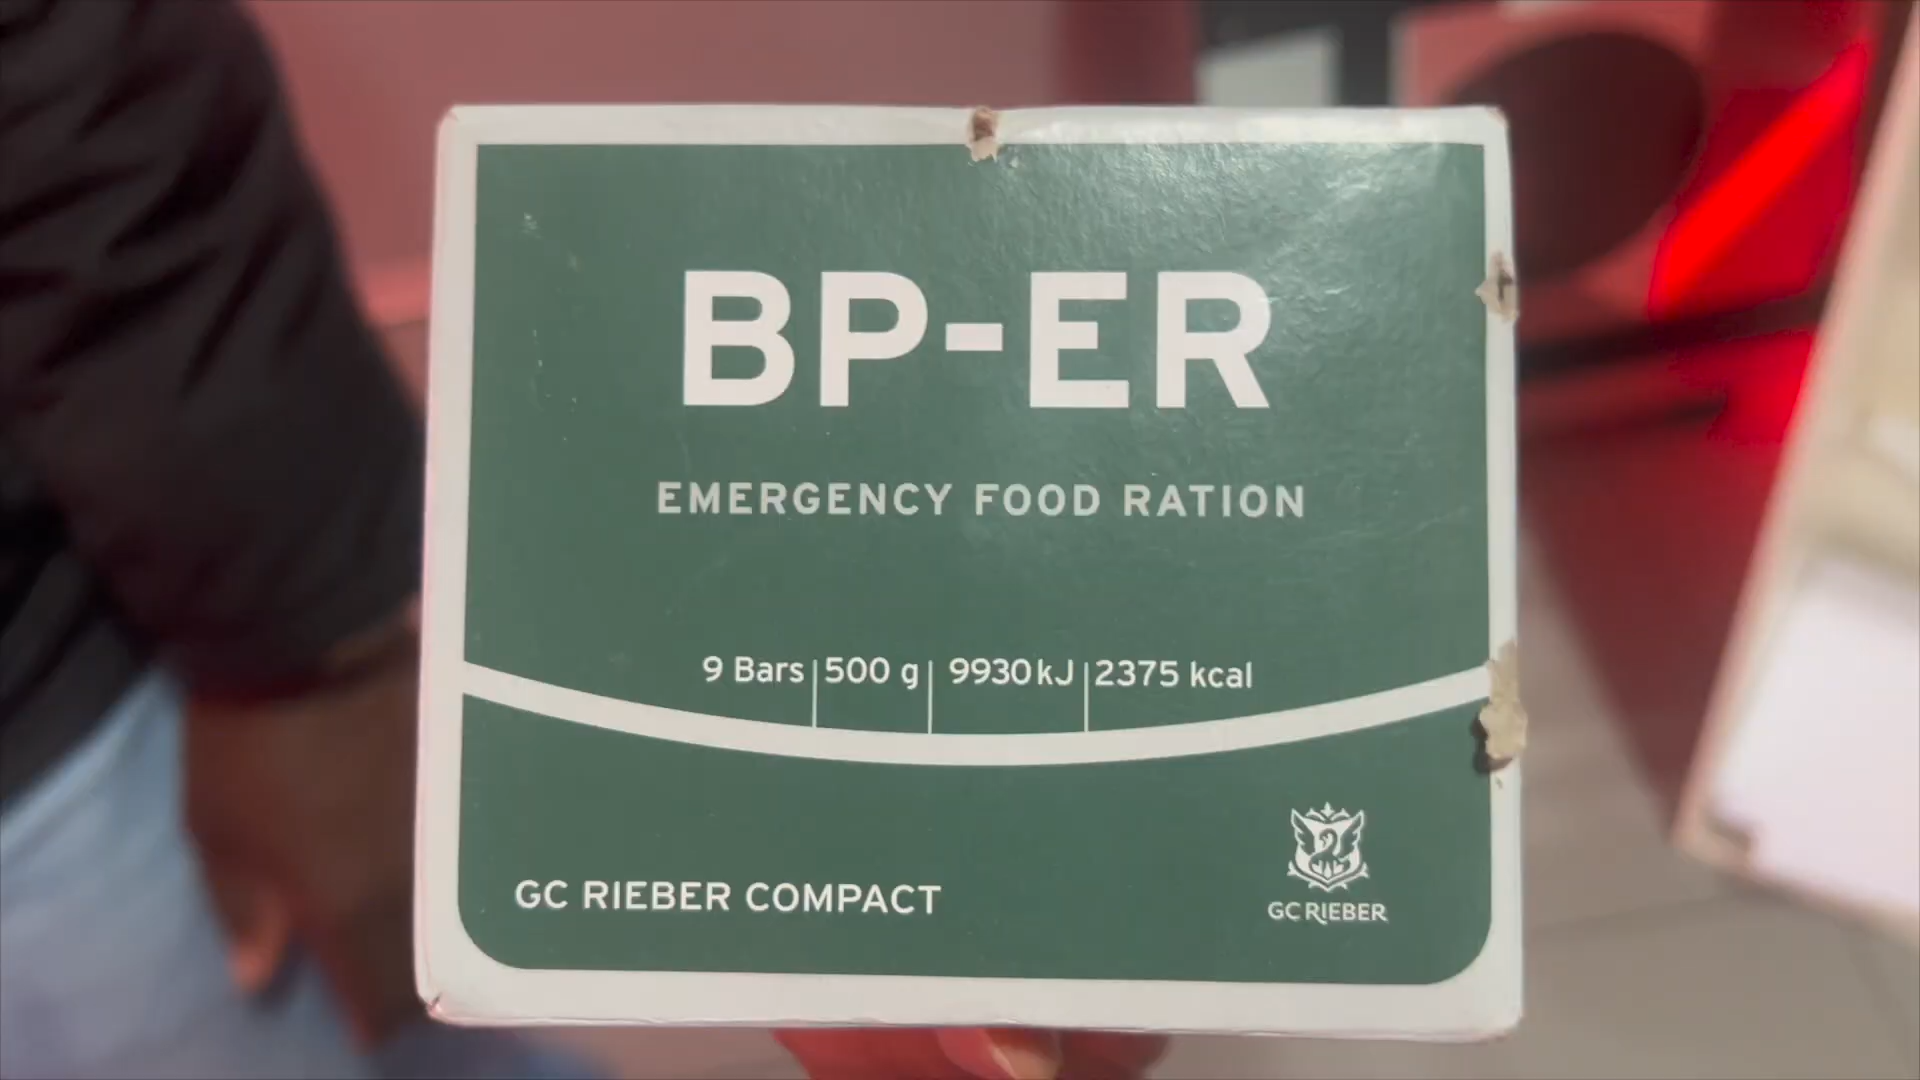 BP-ER
EMERGENCY FOOD RATION
9 Bars 500 g 9930 kJ 2375 kcal
GC RIEBER COMPACT
GC RIEBER